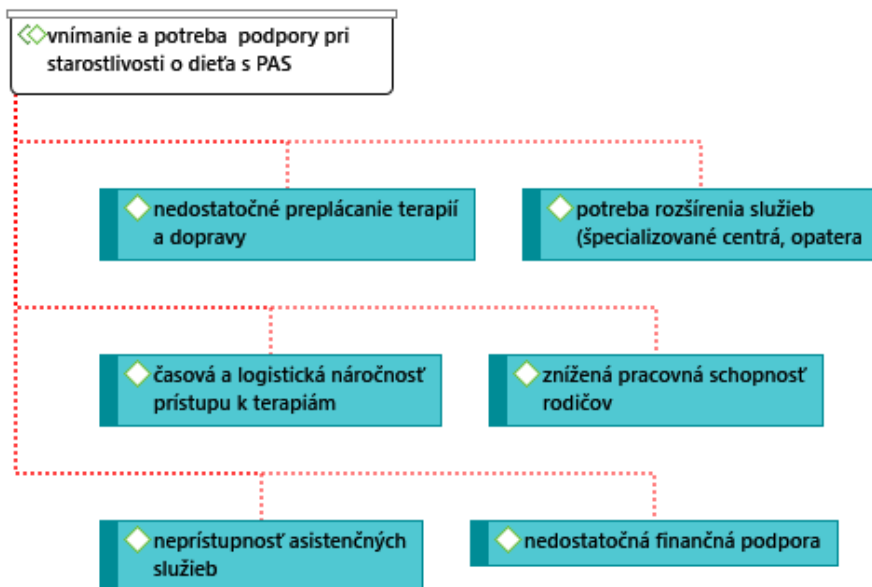 vnímanie a potreba podpory pri
starostlivosti o dieťa s PAS
nedostatočné preplácanie terapií
a dopravy
potreba rozšírenia služieb
(špecializované centrá, opatera
časová a logistická náročnosť
prístupu k terapiám
znížená pracovná schopnosť
rodičov
neprístupnosť asistenčných
služieb
nedostatočná finančná podpora